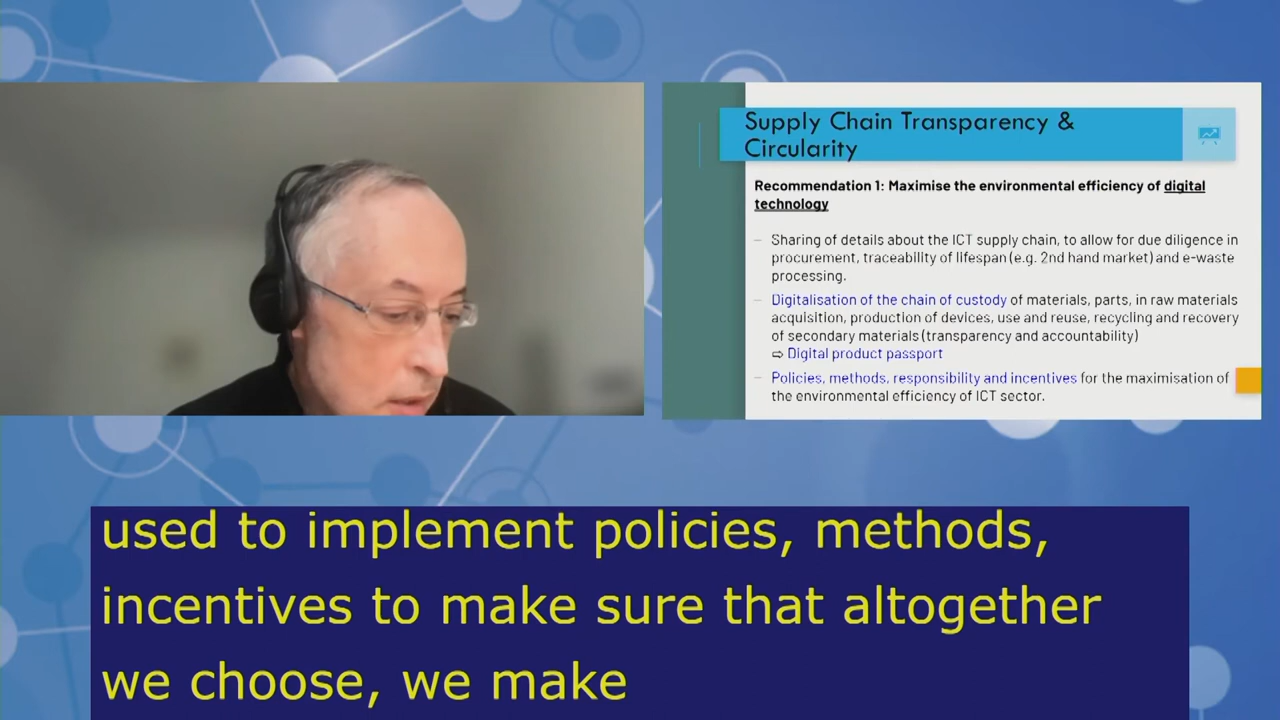 Supply Chain Transparency &
Circularity
Recommendation 1: Maximise the environmental efficiency of digital
technology
– Sharing of details about the ICT supply chain, to allow for due diligence in
procurement, traceability of lifespan (e.g. 2nd hand market) and e-waste
processing.
– Digitalisation of the chain of custody of materials, parts, in raw materials
acquisition, production of devices, use and reuse, recycling and recovery
of secondary materials (transparency and accountability)
⇨ Digital product passport
– Policies, methods, responsibility and incentives for the maximisation of
the environmental efficiency of ICT sector.
used to implement policies, methods,
incentives to make sure that altogether
we choose, we make